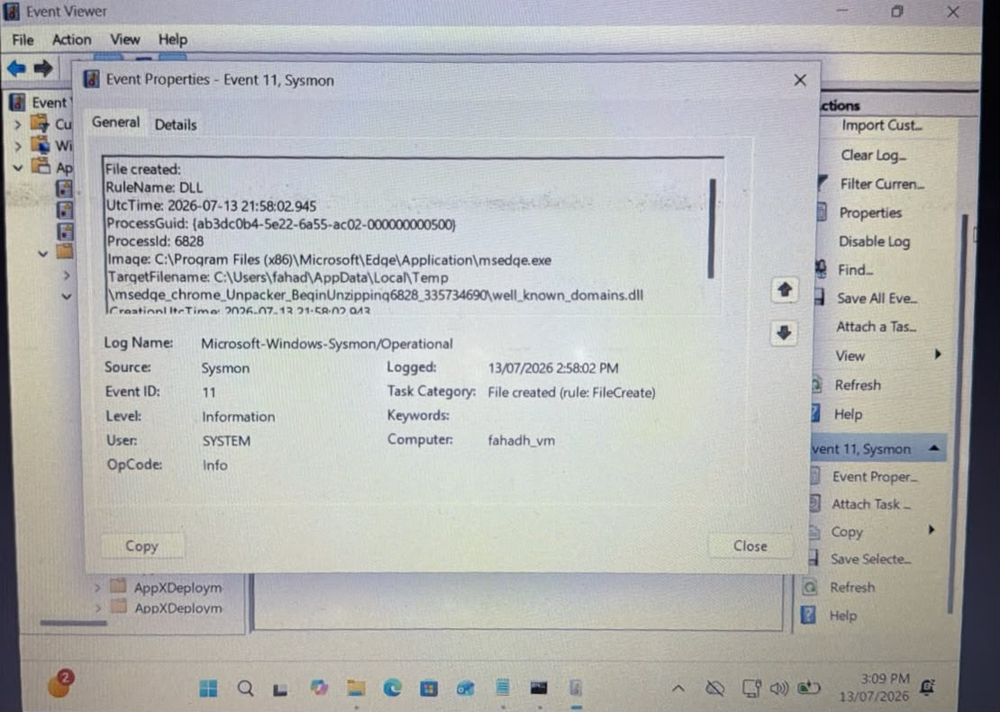 Event Viewer
File Action View Help
Event Properties - Event 11, Sysmon
General Details
File created:
RuleName: DLL
UtcTime: 2026-07-13 21:58:02.945
ProcessGuid: {ab3dc0b4-5e22-6a55-ac02-000000000500}
ProcessId: 6828
Image: C:\Program Files (x86)\Microsoft\Edge\Application\msedge.exe
TargetFilename: C:\Users\fahad\AppData\Local\Temp
\msedge_chrome_Unpacker_BeginUnzipping6828_335734690\well_known_domains.dll
CreationUtcTime: 2026-07-13 21:58:02.943
Log Name: Microsoft-Windows-Sysmon/Operational
Source: Sysmon Logged: 13/07/2026 2:58:02 PM
Event ID: 11 Task Category: File created (rule: FileCreate)
Level: Information Keywords:
User: SYSTEM Computer: fahadh_vm
OpCode: Info
Copy Close
Event
Cu
Wi
Ap
AppXDeploym
AppXDeploym
ctions
Import Cust...
Clear Log...
Filter Curren...
Properties
Disable Log
Find...
Save All Eve...
Attach a Tas...
View
Refresh
Help
vent 11, Sysmon
Event Proper...
Attach Task ...
Copy
Save Selecte...
Refresh
Help
2
3:09 PM
13/07/2026